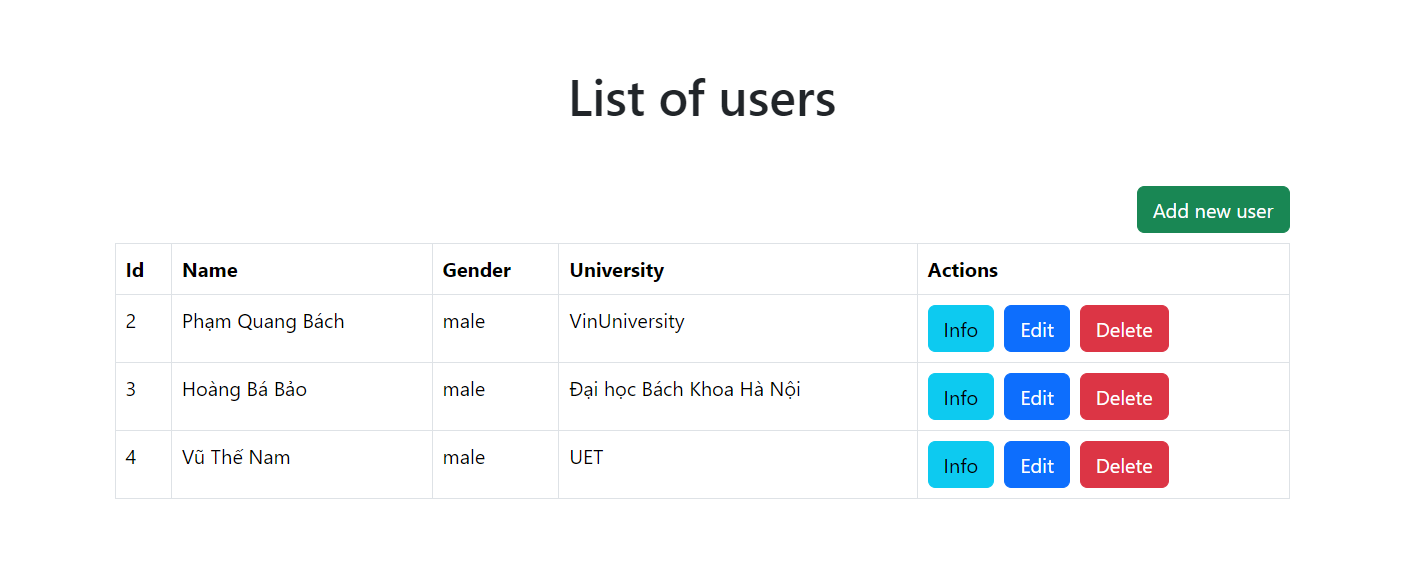 List of users
Add new user
Id Name Gender University Actions
2 Phạm Quang Bách male VinUniversity Info Edit Delete
3 Hoàng Bá Bảo male Đại học Bách Khoa Hà Nội Info Edit Delete
4 Vũ Thế Nam male UET Info Edit Delete